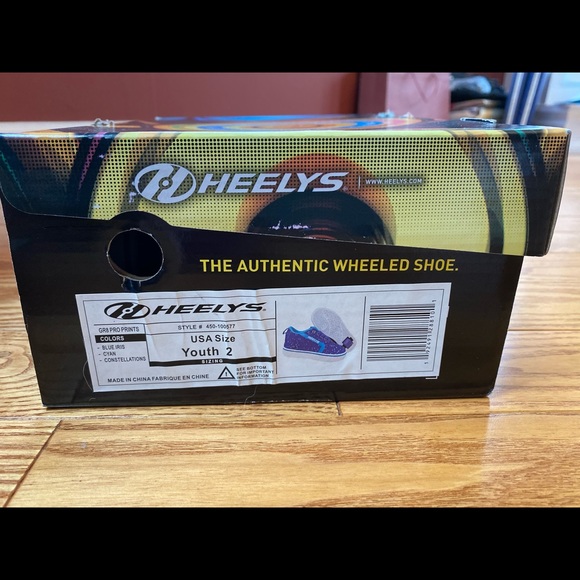 HEELYS | WWW.HEELYS.COM
THE AUTHENTIC WHEELED SHOE.
HEELYS.
GR8 PRO PRINTS
STYLE # 450-100577
COLORS
- BLUE IRIS
- CYAN
- CONSTELLATIONS
USA Size
Youth 2
SIZING
MADE IN CHINA FABRIQUE EN CHINE
! SEE BOTTOM
FOR IMPORTANT
INFORMATION